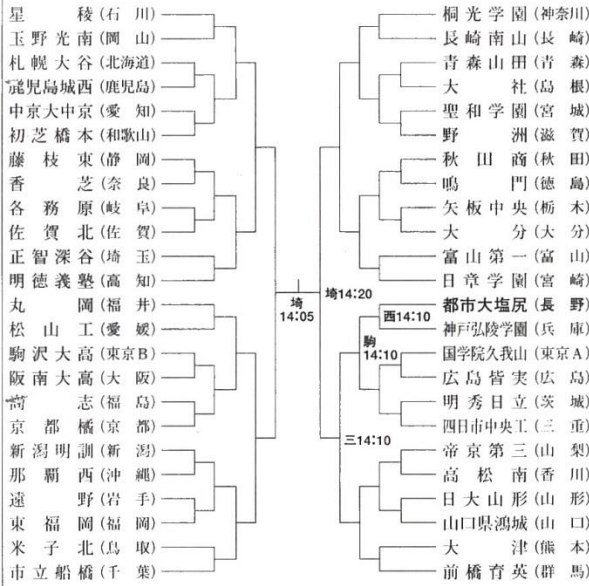 星稜(石川)
玉野光南(岡山)
札幌大谷(北海道)
鹿児島城西(鹿児島)
中京大中京(愛知)
初芝橋本(和歌山)
藤枝東(静岡)
香芝(奈良)
各務原(岐阜)
佐賀北(佐賀)
正智深谷(埼玉)
明徳義塾(高知)
丸岡(福井)
松山工(愛媛)
駒沢大高(東京B)
阪南大高(大阪)
尚志(福島)
京都橘(京都)
新潟明訓(新潟)
那覇西(沖縄)
遠野(岩手)
東福岡(福岡)
米子北(鳥取)
市立船橋(千葉)
埼
14:05
埼14:20
西14:10
駒
14:10
三14:10
桐光学園(神奈川)
長崎南山(長崎)
青森山田(青森)
大社(島根)
聖和学園(宮城)
野洲(滋賀)
秋田商(秋田)
鳴門(徳島)
矢板中央(栃木)
大分(大分)
富山第一(富山)
日章学園(宮崎)
都市大塩尻(長野)
神戸弘陵学園(兵庫)
国学院久我山(東京A)
広島皆実(広島)
明秀日立(茨城)
四日市中央工(三重)
帝京第三(山梨)
高松南(香川)
日大山形(山形)
山口県鴻城(山口)
大津(熊本)
前橋育英(群馬)